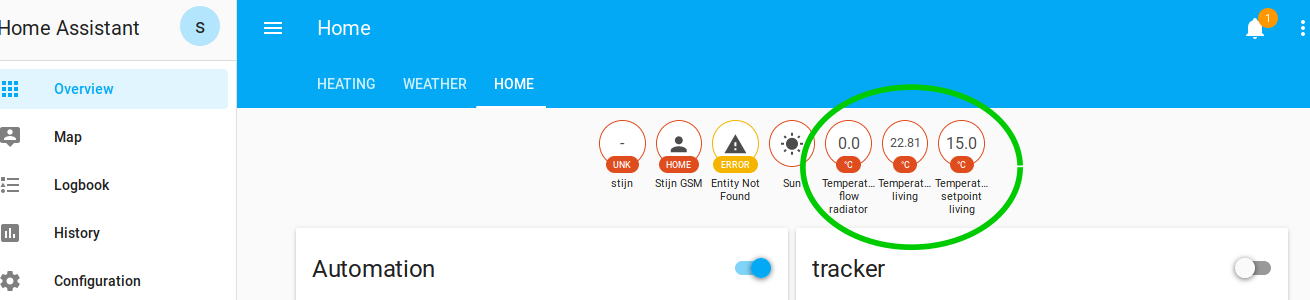 Home Assistant
S
Overview
Map
Logbook
History
Configuration
Home
1
HEATING WEATHER HOME
-
UNK
stijn
HOME
Stijn GSM
ERROR
Entity Not
Found
Sun
0.0
°C
Temperat...
flow
radiator
22.81
°C
Temperat...
living
15.0
°C
Temperat...
setpoint
living
Automation
tracker